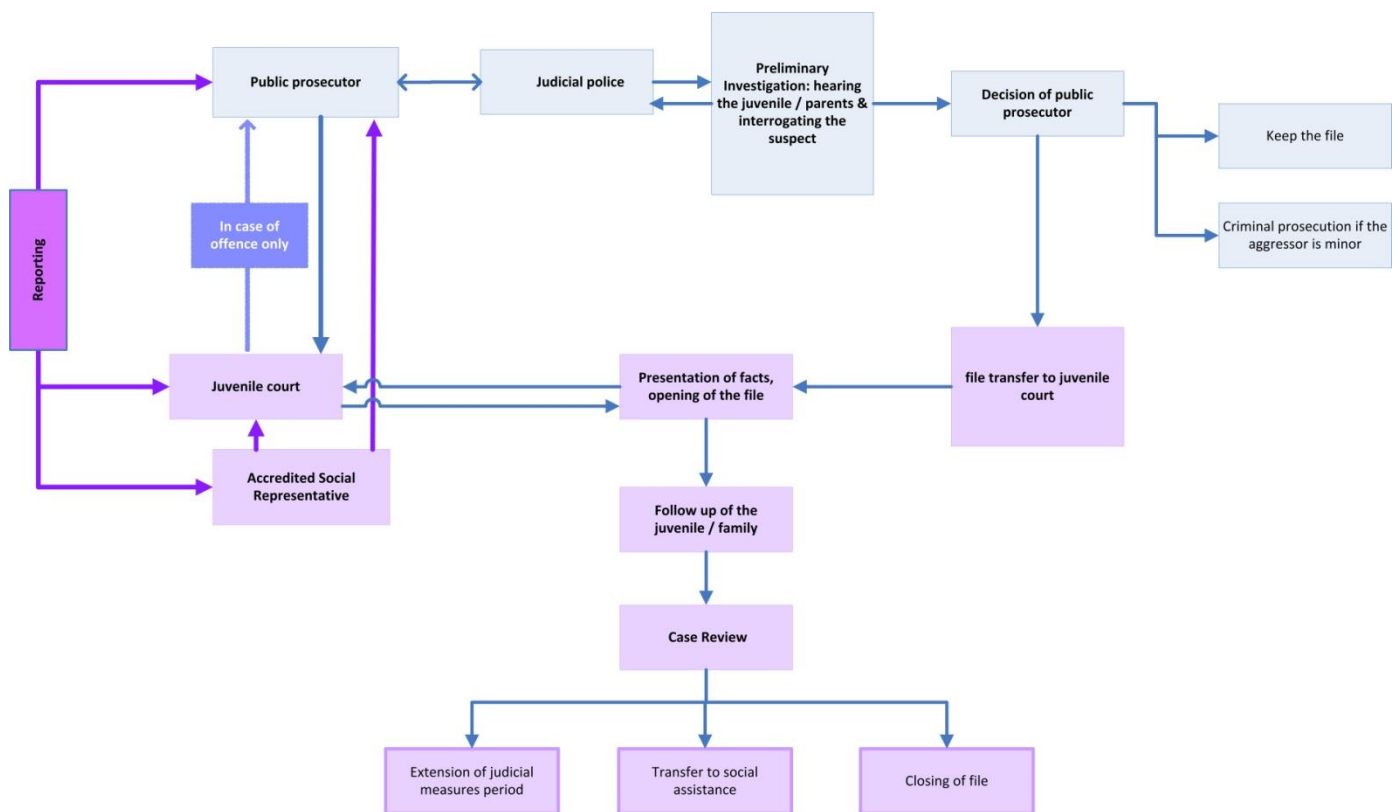 Public prosecutor
Judicial police
Preliminary
Investigation: hearing
the juvenile / parents &
interrogating the
suspect
Decision of public
prosecutor
Keep the file
Criminal prosecution if the
aggressor is minor
Reporting
In case of
offence only
Juvenile court
Presentation of facts,
opening of the file
file transfer to juvenile
court
Accredited Social
Representative
Follow up of the
juvenile / family
Case Review
Extension of judicial
measures period
Transfer to social
assistance
Closing of file